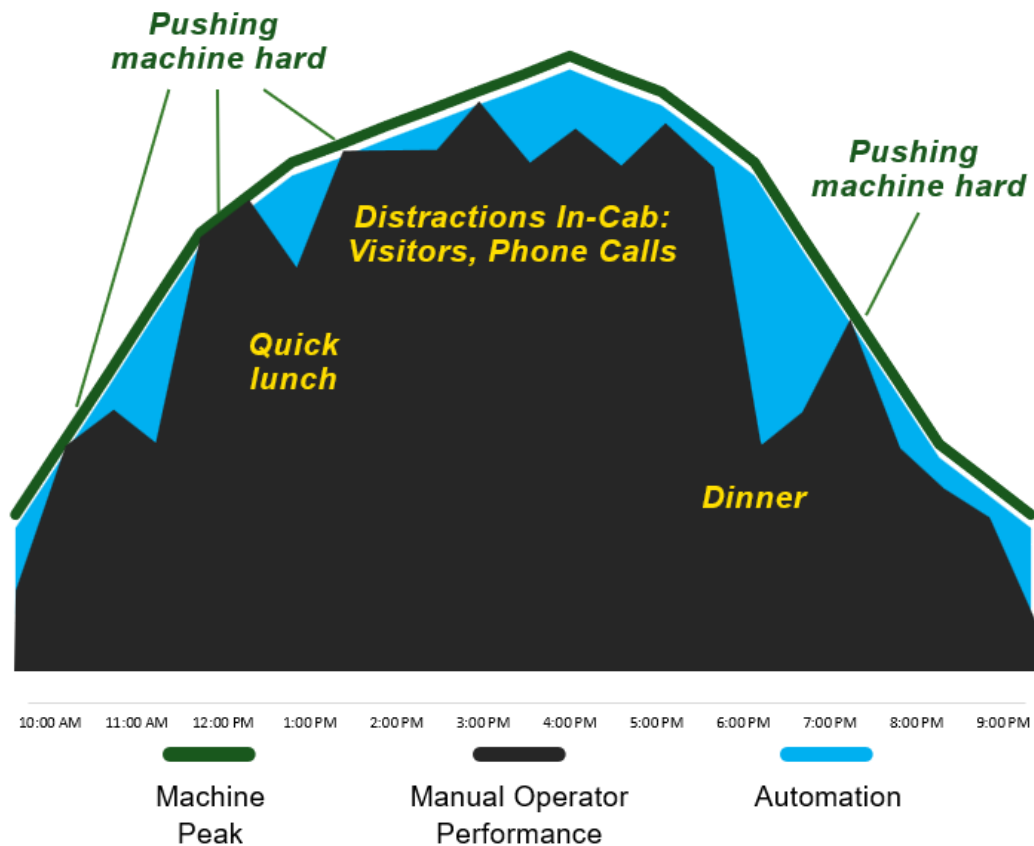 Pushing
machine hard
Pushing
machine hard
Distractions In-Cab:
Visitors, Phone Calls
Quick
lunch
Dinner
10:00 AM 11:00 AM 12:00 PM 1:00 PM 2:00 PM 3:00 PM 4:00 PM 5:00 PM 6:00 PM 7:00 PM 8:00 PM 9:00 PM
Machine
Peak
Manual Operator
Performance
Automation